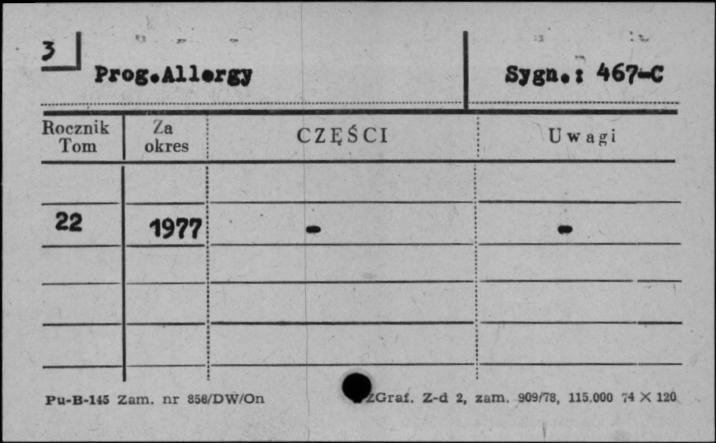 3
Prog.Allergy Sygn.: 467-C
Rocznik Tom Za okres CZĘŚCI Uwagi
22 1977 - -
Pu-B-145 Zam. nr 858/DW/On ZGraf. Z-d 2, zam. 909/78, 115.000 74 X 120